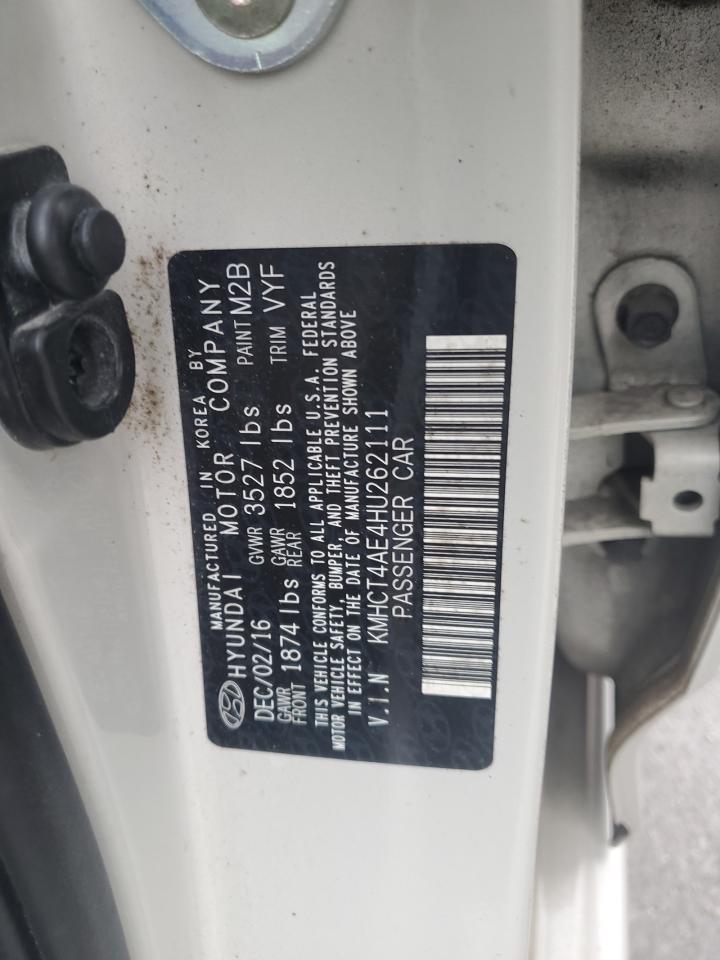 MANUFACTURED IN KOREA BY
HYUNDAI MOTOR COMPANY
DEC/02/16 GVWR 3527 lbs PAINT M2B
GAWR FRONT 1874 lbs GAWR REAR 1852 lbs TRIM VYF
THIS VEHICLE CONFORMS TO ALL APPLICABLE U.S.A. FEDERAL
MOTOR VEHICLE SAFETY, BUMPER, AND THEFT PREVENTION STANDARDS
IN EFFECT ON THE DATE OF MANUFACTURE SHOWN ABOVE
V.I.N KMHCT4AE4HU262111
PASSENGER CAR